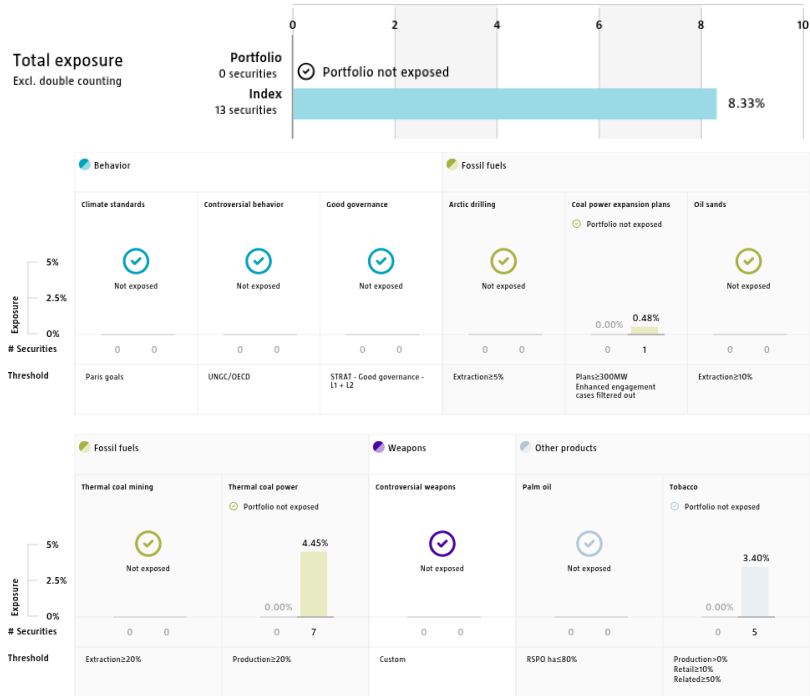 0 2 4 6 8 10
Total exposure
Excl. double counting
Portfolio
0 securities
Portfolio not exposed
Index
13 securities
8.33%
Behavior
Fossil fuels
Climate standards
Controversial behavior
Good governance
Arctic drilling
Coal power expansion plans
Oil sands
Portfolio not exposed
Not exposed
Not exposed
Not exposed
Not exposed
Not exposed
Exposure
5%
2.5%
0%
0.00%
0.48%
# Securities
0 0
0 0
0 0
0 0
0 1
0 0
Threshold
Paris goals
UNGC/OECD
STRAT - Good governance -
L1 + L2
Extraction≥5%
Plans≥300MW
Enhanced engagement
cases filtered out
Extraction≥10%
Fossil fuels
Weapons
Other products
Thermal coal mining
Thermal coal power
Controversial weapons
Palm oil
Tobacco
Portfolio not exposed
Portfolio not exposed
Not exposed
Not exposed
Not exposed
Exposure
5%
2.5%
0%
0.00%
4.45%
0.00%
3.40%
# Securities
0 0
0 7
0 0
0 0
0 5
Threshold
Extraction≥20%
Production≥20%
Custom
RSPO ha≤80%
Production>0%
Retail≥10%
Related≥50%